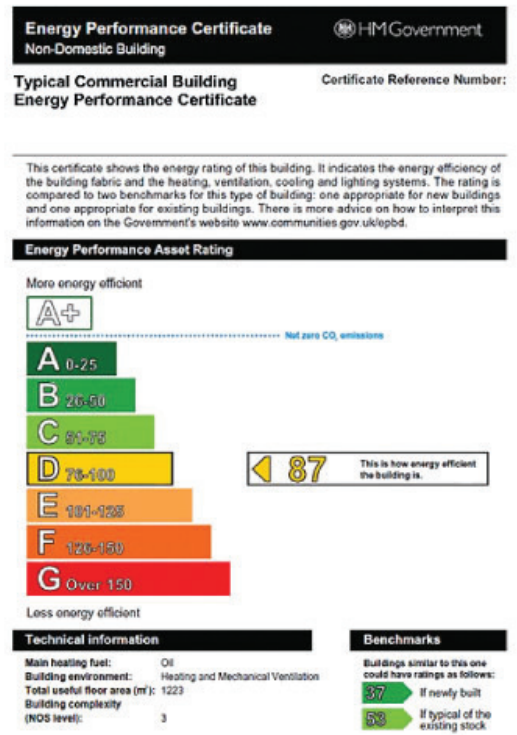 Energy Performance Certificate
Non-Domestic Building
HM Government
Typical Commercial Building
Energy Performance Certificate
Certificate Reference Number:
This certificate shows the energy rating of this building. It indicates the energy efficiency of
the building fabric and the heating, ventilation, cooling and lighting systems. The rating is
compared to two benchmarks for this type of building: one appropriate for new buildings
and one appropriate for existing buildings. There is more advice on how to interpret this
information on the Government's website www.communities.gov.uk/epbd.
Energy Performance Asset Rating
More energy efficient
A+
Net zero CO₂ emissions
A 0-25
B 26-50
C 51-75
D 76-100
87
This is how energy efficient
the building is.
E 101-125
F 126-150
G Over 150
Less energy efficient
Technical information
Main heating fuel: Oil
Building environment: Heating and Mechanical Ventilation
Total useful floor area (m²): 1223
Building complexity
(NOS level): 3
Benchmarks
Buildings similar to this one
could have ratings as follows:
37 If newly built
53 If typical of the
existing stock